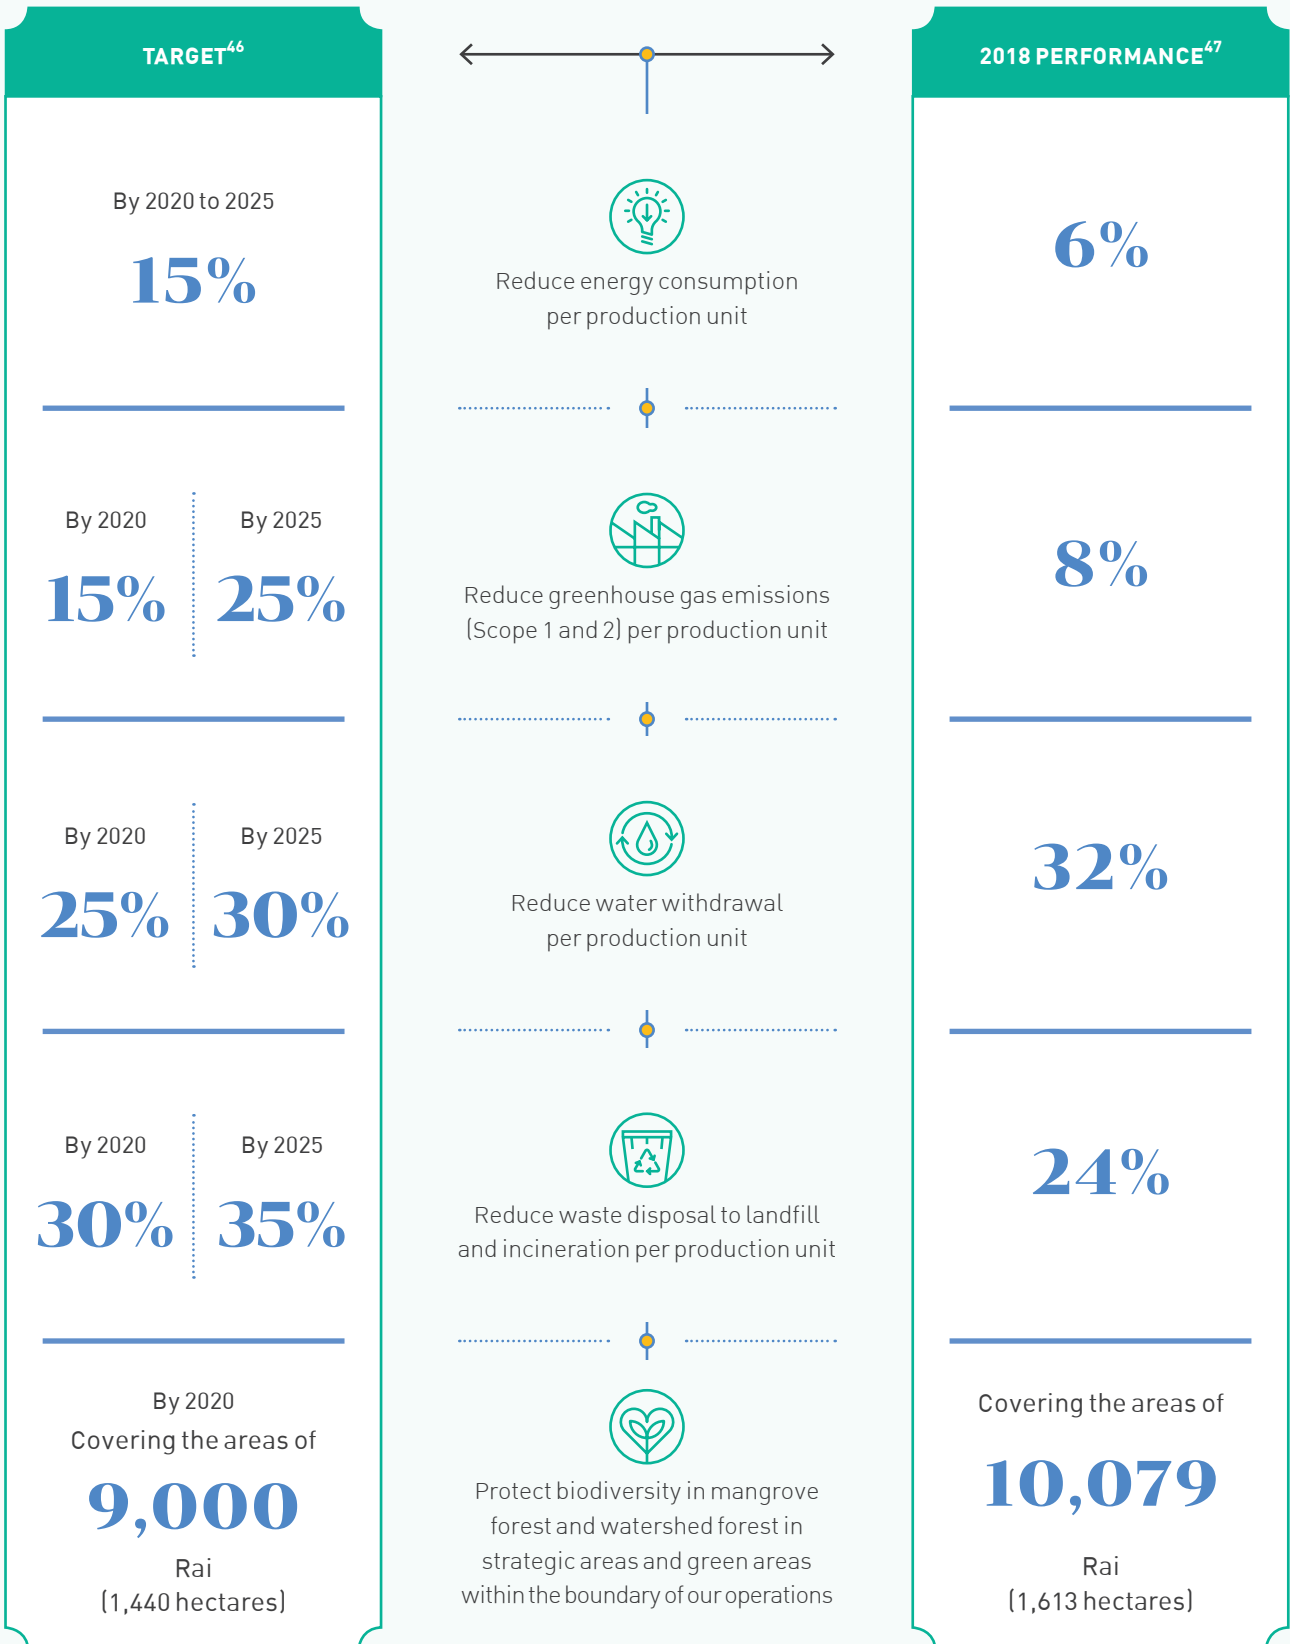 TARGET46
2018 PERFORMANCE47
By 2020 to 2025
15%
Reduce energy consumption
per production unit
6%
By 2020
15%
By 2025
25%
Reduce greenhouse gas emissions
(Scope 1 and 2) per production unit
8%
By 2020
25%
By 2025
30%
Reduce water withdrawal
per production unit
32%
By 2020
30%
By 2025
35%
Reduce waste disposal to landfill
and incineration per production unit
24%
By 2020
Covering the areas of
9,000
Rai
(1,440 hectares)
Protect biodiversity in mangrove
forest and watershed forest in
strategic areas and green areas
within the boundary of our operations
Covering the areas of
10,079
Rai
(1,613 hectares)